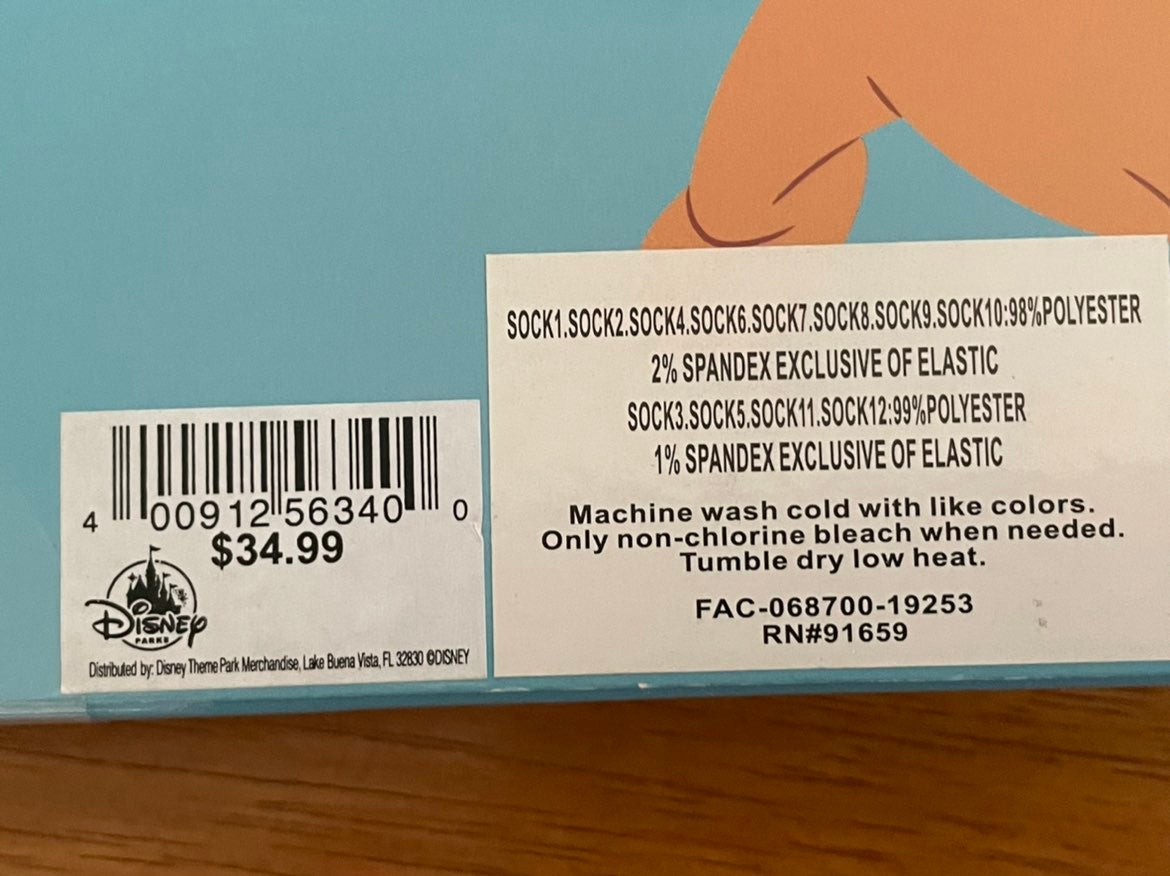 SOCK1.SOCK2.SOCK4.SOCK6.SOCK7.SOCK8.SOCK9.SOCK10:98%POLYESTER
2% SPANDEX EXCLUSIVE OF ELASTIC
SOCK3.SOCK5.SOCK11.SOCK12:99%POLYESTER
1% SPANDEX EXCLUSIVE OF ELASTIC
Machine wash cold with like colors.
Only non-chlorine bleach when needed.
Tumble dry low heat.
FAC-068700-19253
RN#91659
4 00912 56340 0
$34.99
DISNEY
PARKS
Distributed by: Disney Theme Park Merchandise, Lake Buena Vista, FL 32830 ©DISNEY